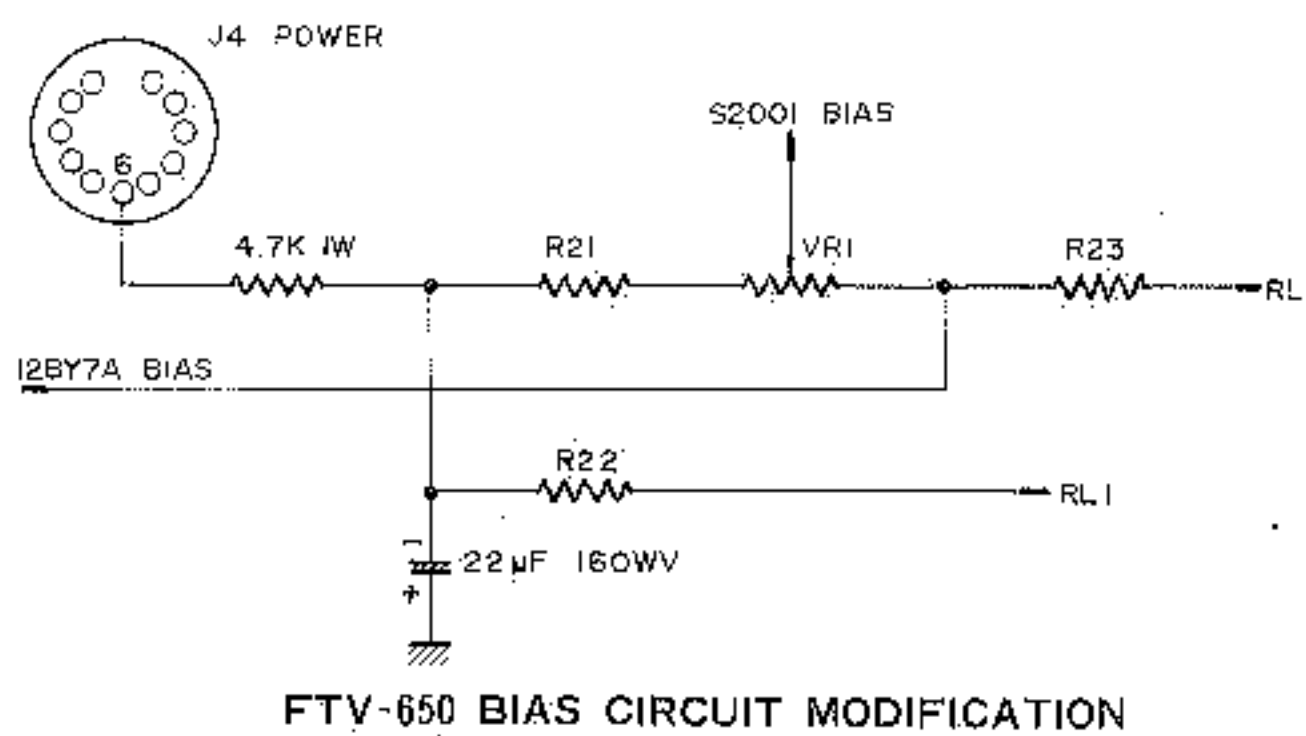 J4 POWER
6
S2001 BIAS
4.7K 1W
R21
VR1
R23
RL
12BY7A BIAS
R22
RL1
-
22µF 160WV
+
FTV-650 BIAS CIRCUIT MODIFICATION